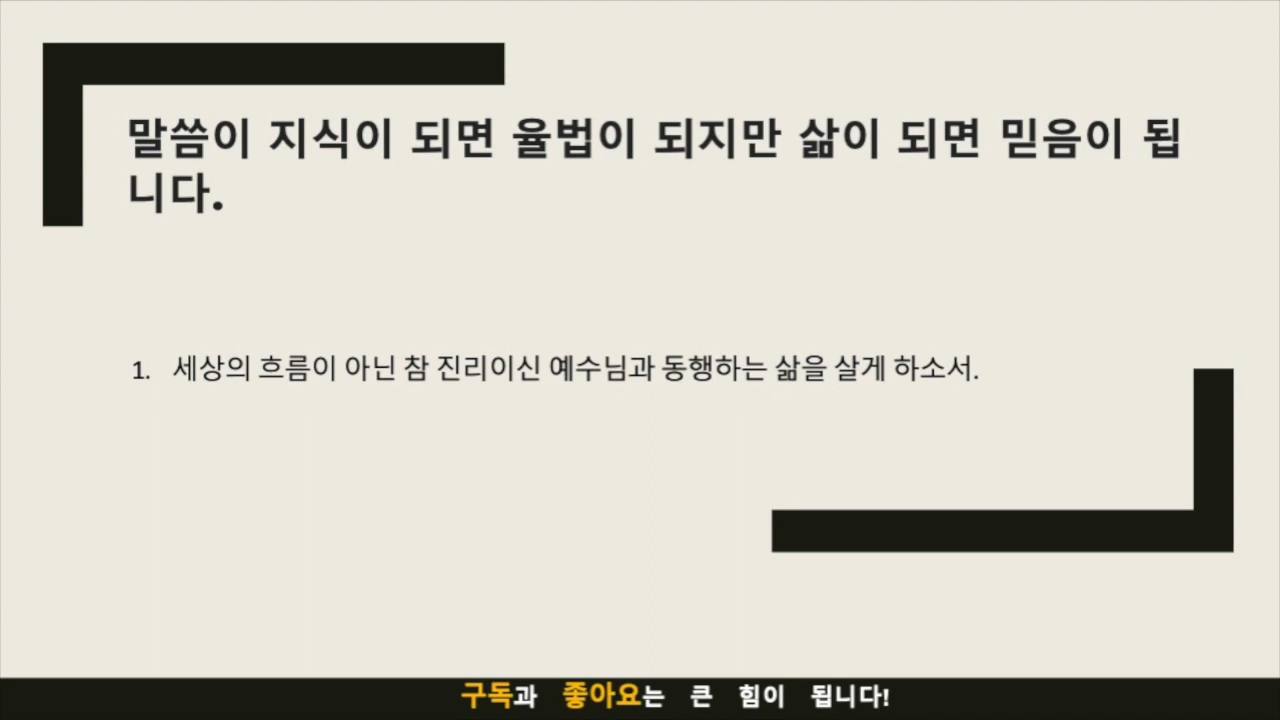 말씀이 지식이 되면 율법이 되지만 삶이 되면 믿음이 됩
니다.
1. 세상의 흐름이 아닌 참 진리이신 예수님과 동행하는 삶을 살게 하소서.
구독과 좋아요는 큰 힘이 됩니다!